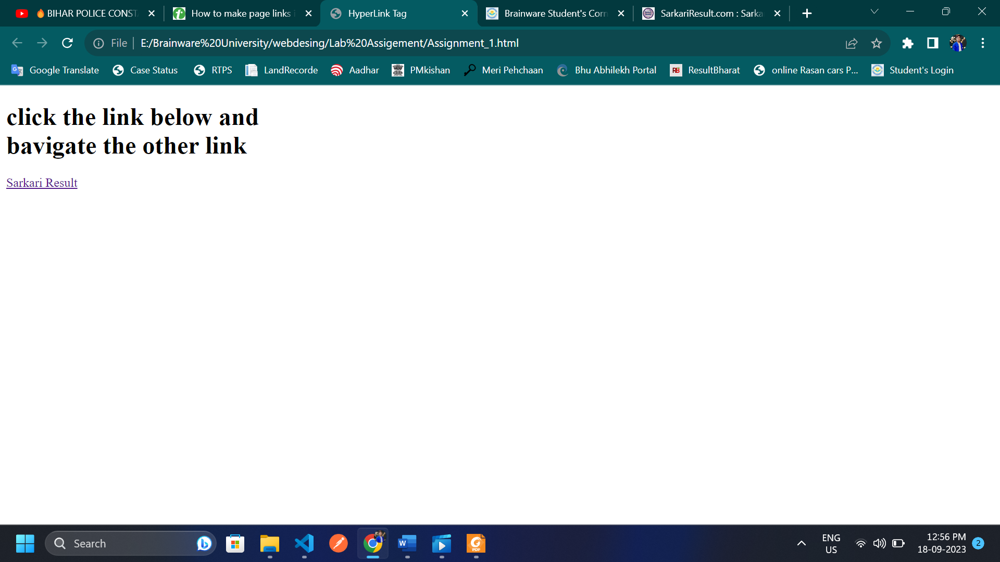 BIHAR POLICE CONST
How to make page links i
HyperLink Tag
Brainware Student's Corn
SarkariResult.com : Sarka
File
E:/Brainware%20University/webdesing/Lab%20Assigement/Assignment_1.html
Google Translate
Case Status
RTPS
LandRecorde
Aadhar
PMkishan
Meri Pehchaan
Bhu Abhilekh Portal
RB
ResultBharat
online Rasan cars P...
Student's Login
click the link below and
bavigate the other link
Sarkari Result
Search
W
PDF
ENG
US
12:56 PM
18-09-2023
2